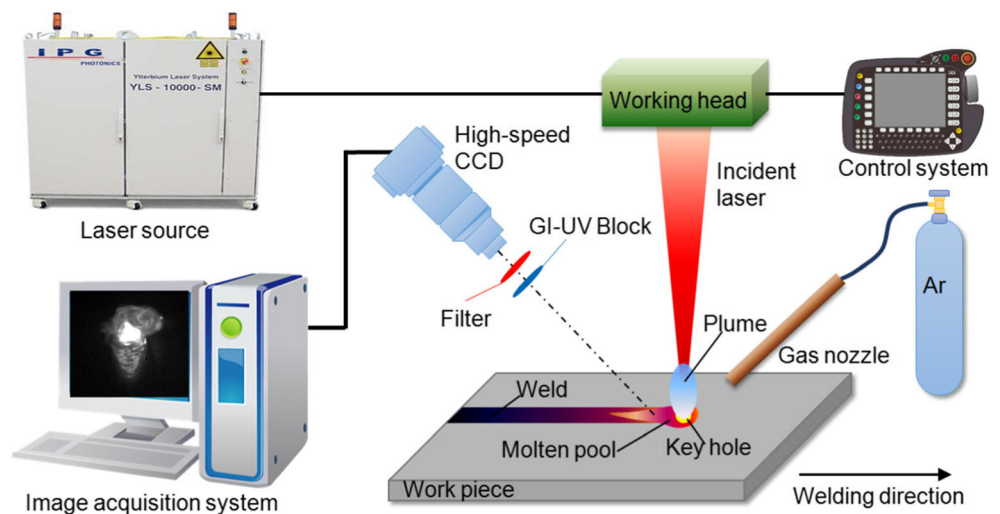 IPG
PHOTONICS
Ytterbium Laser System
YLS - 10000- SM
Laser source
High-speed
CCD
Working head
Control system
Incident
laser
GI-UV Block
Filter
Ar
Plume
Gas nozzle
Weld
Molten pool
Key hole
Work piece
Welding direction
Image acquisition system